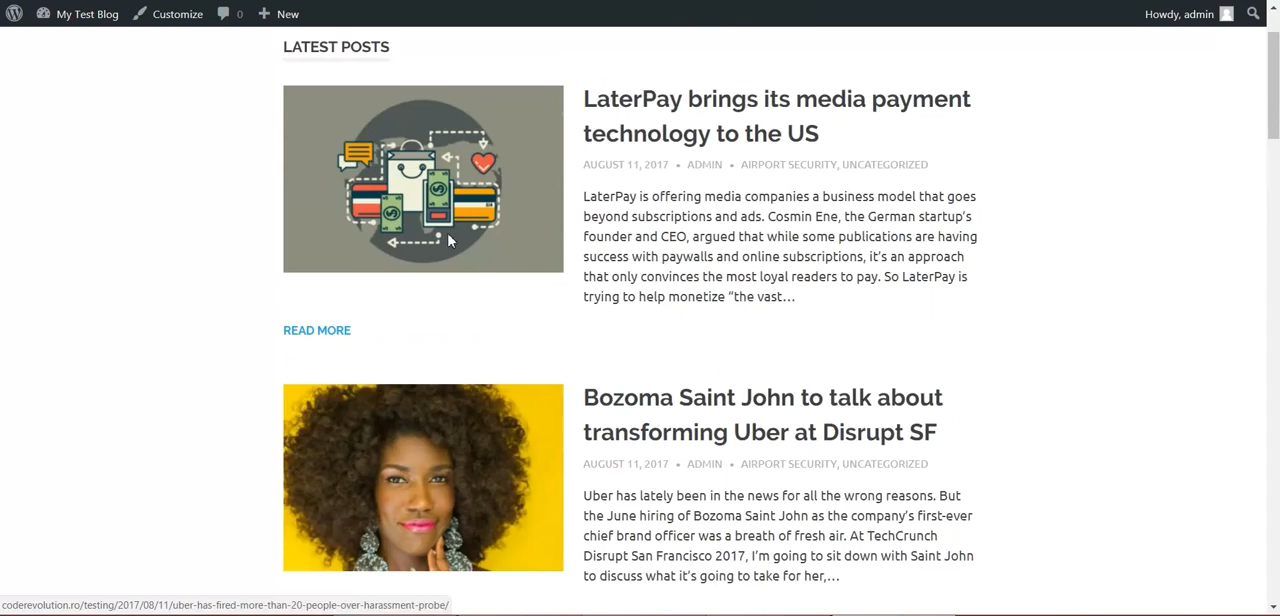 My Test Blog Customize 0 New Howdy, admin
LATEST POSTS
LaterPay brings its media payment
technology to the US
AUGUST 11, 2017 • ADMIN • AIRPORT SECURITY, UNCATEGORIZED
LaterPay is offering media companies a business model that goes
beyond subscriptions and ads. Cosmin Ene, the German startup's
founder and CEO, argued that while some publications are having
success with paywalls and online subscriptions, it's an approach
that only convinces the most loyal readers to pay. So LaterPay is
trying to help monetize “the vast…
READ MORE
Bozoma Saint John to talk about
transforming Uber at Disrupt SF
AUGUST 11, 2017 • ADMIN • AIRPORT SECURITY, UNCATEGORIZED
Uber has lately been in the news for all the wrong reasons. But
the June hiring of Bozoma Saint John as the company's first-ever
chief brand officer was a breath of fresh air. At TechCrunch
Disrupt San Francisco 2017, I'm going to sit down with Saint John
to discuss what it's going to take for her,…
coderevolution.ro/testing/2017/08/11/uber-has-fired-more-than-20-people-over-harassment-probe/